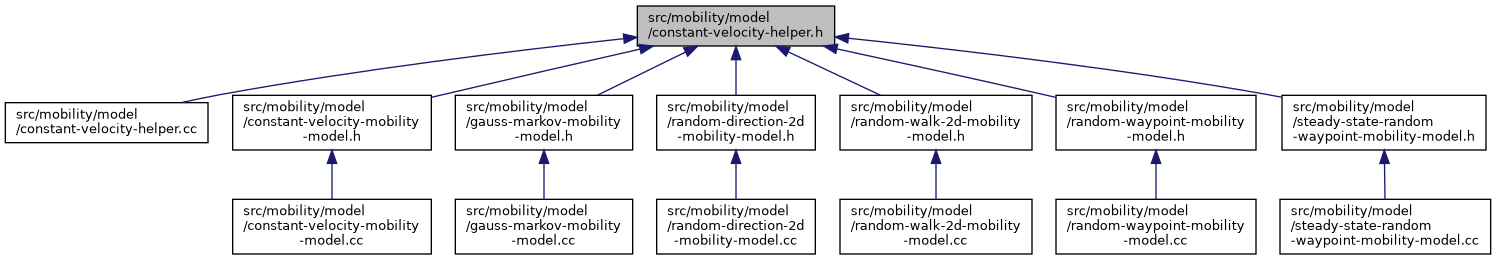 src/mobility/model
/constant-velocity-helper.h
src/mobility/model
/constant-velocity-helper.cc
src/mobility/model
/constant-velocity-mobility
-model.h
src/mobility/model
/gauss-markov-mobility
-model.h
src/mobility/model
/random-direction-2d
-mobility-model.h
src/mobility/model
/random-walk-2d-mobility
-model.h
src/mobility/model
/random-waypoint-mobility
-model.h
src/mobility/model
/steady-state-random
-waypoint-mobility-model.h
src/mobility/model
/constant-velocity-mobility
-model.cc
src/mobility/model
/gauss-markov-mobility
-model.cc
src/mobility/model
/random-direction-2d
-mobility-model.cc
src/mobility/model
/random-walk-2d-mobility
-model.cc
src/mobility/model
/random-waypoint-mobility
-model.cc
src/mobility/model
/steady-state-random
-waypoint-mobility-model.cc